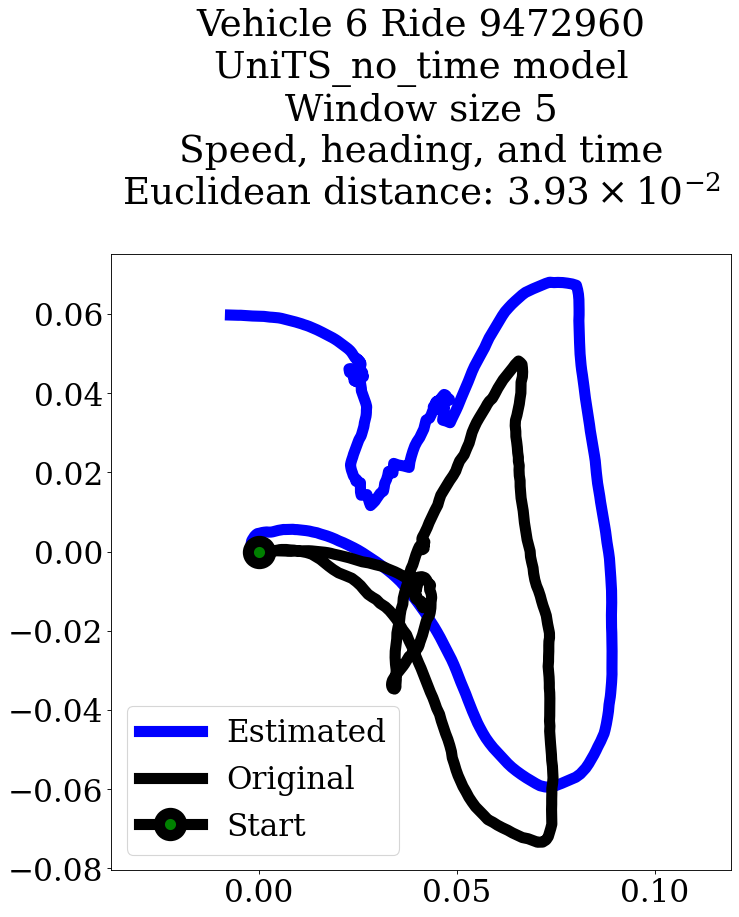 Vehicle 6 Ride 9472960
UniTS_no_time model
Window size 5
Speed, heading, and time
Euclidean distance: $3.93 \times 10^{-2}$
0.06
0.04
0.02
0.00
−0.02
−0.04
−0.06
−0.08
Estimated
Original
Start
0.00 0.05 0.10